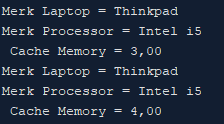 Merk Laptop = Thinkpad
Merk Processor = Intel i5
 Cache Memory = 3,00
Merk Laptop = Thinkpad
Merk Processor = Intel i5
 Cache Memory = 4,00